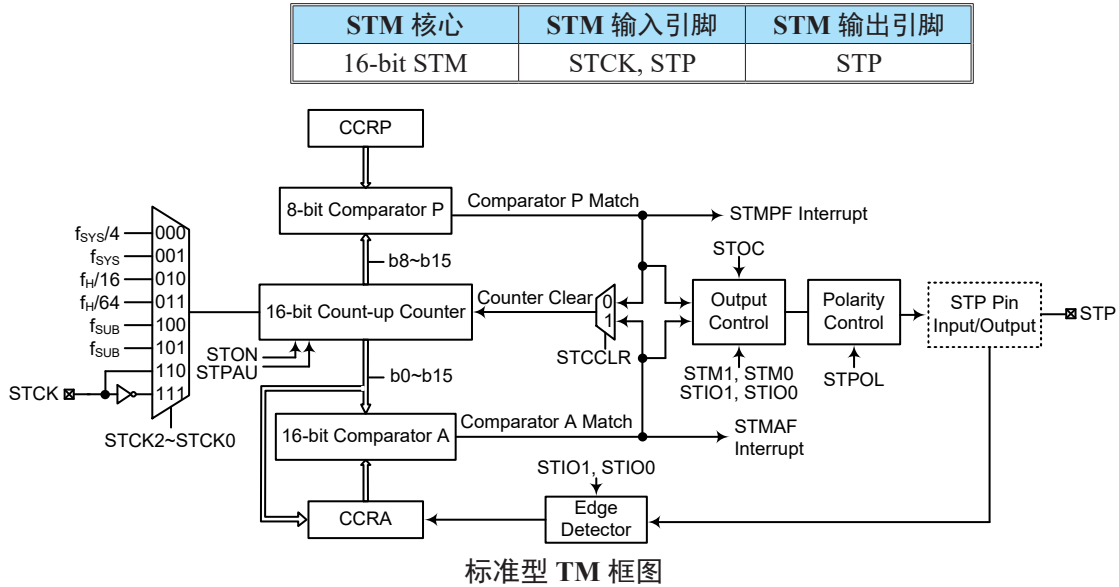 STM 核心 STM 输入引脚 STM 输出引脚
16-bit STM STCK, STP STP
CCRP
8-bit Comparator P
Comparator P Match
STMPF Interrupt
b8~b15
fSYS/4
fSYS
fH/16
fH/64
fSUB
fSUB
000
001
010
011
100
101
110
111
STCK
STCK2~STCK0
16-bit Count-up Counter
Counter Clear
0
1
STCCLR
STON
STPAU
b0~b15
STOC
Output
Control
STM1, STM0
STIO1, STIO0
Polarity
Control
STPOL
STP Pin
Input/Output
STP
16-bit Comparator A
Comparator A Match
STMAF
Interrupt
STIO1, STIO0
Edge
Detector
CCRA
标准型 TM 框图